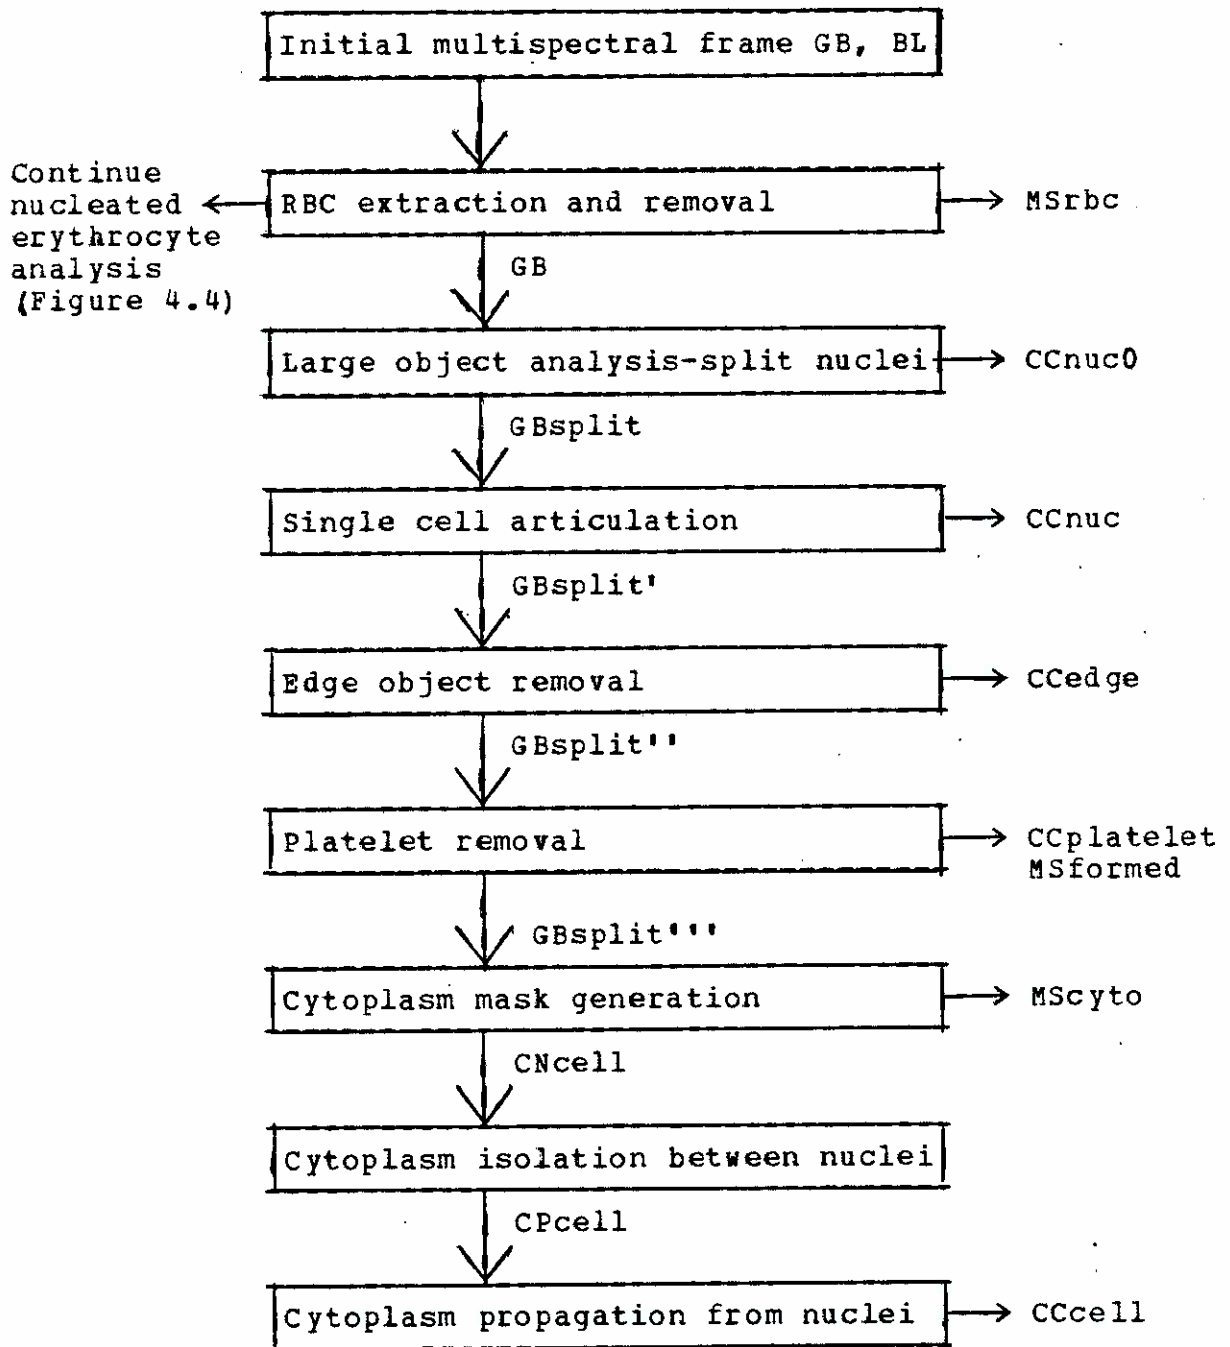 Initial multispectral frame GB, BL
Continue
nucleated
erythrocyte
analysis
(Figure 4.4)
RBC extraction and removal
MSrbc
GB
Large object analysis-split nuclei
CCnuc0
GBsplit
Single cell articulation
CCnuc
GBsplit'
Edge object removal
CCedge
GBsplit''
Platelet removal
CCplatelet
MSformed
GBsplit'''
Cytoplasm mask generation
MScyto
CNcell
Cytoplasm isolation between nuclei
CPcell
Cytoplasm propagation from nuclei
CCcell